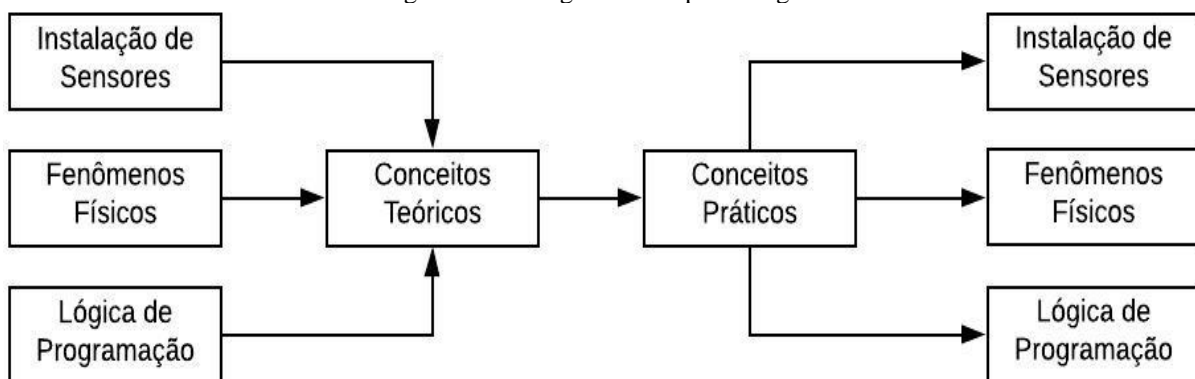 Instalação de
Sensores
Fenômenos
Físicos
Lógica de
Programação
Conceitos
Teóricos
Conceitos
Práticos
Instalação de
Sensores
Fenômenos
Físicos
Lógica de
Programação